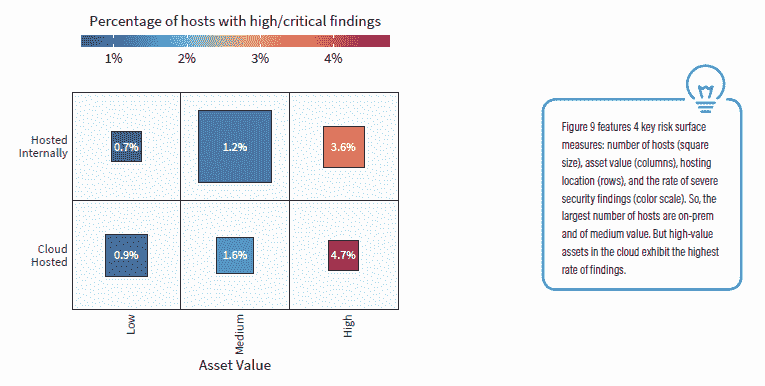 Percentage of hosts with high/critical findings
1% 2% 3% 4%
Hosted
Internally
0.7% 1.2% 3.6%
Cloud
Hosted
0.9% 1.6% 4.7%
Low Medium High
Asset Value
Figure 9 features 4 key risk surface
measures: number of hosts (square
size), asset value (columns), hosting
location (rows), and the rate of severe
security findings (color scale). So, the
largest number of hosts are on-prem
and of medium value. But high-value
assets in the cloud exhibit the highest
rate of findings.